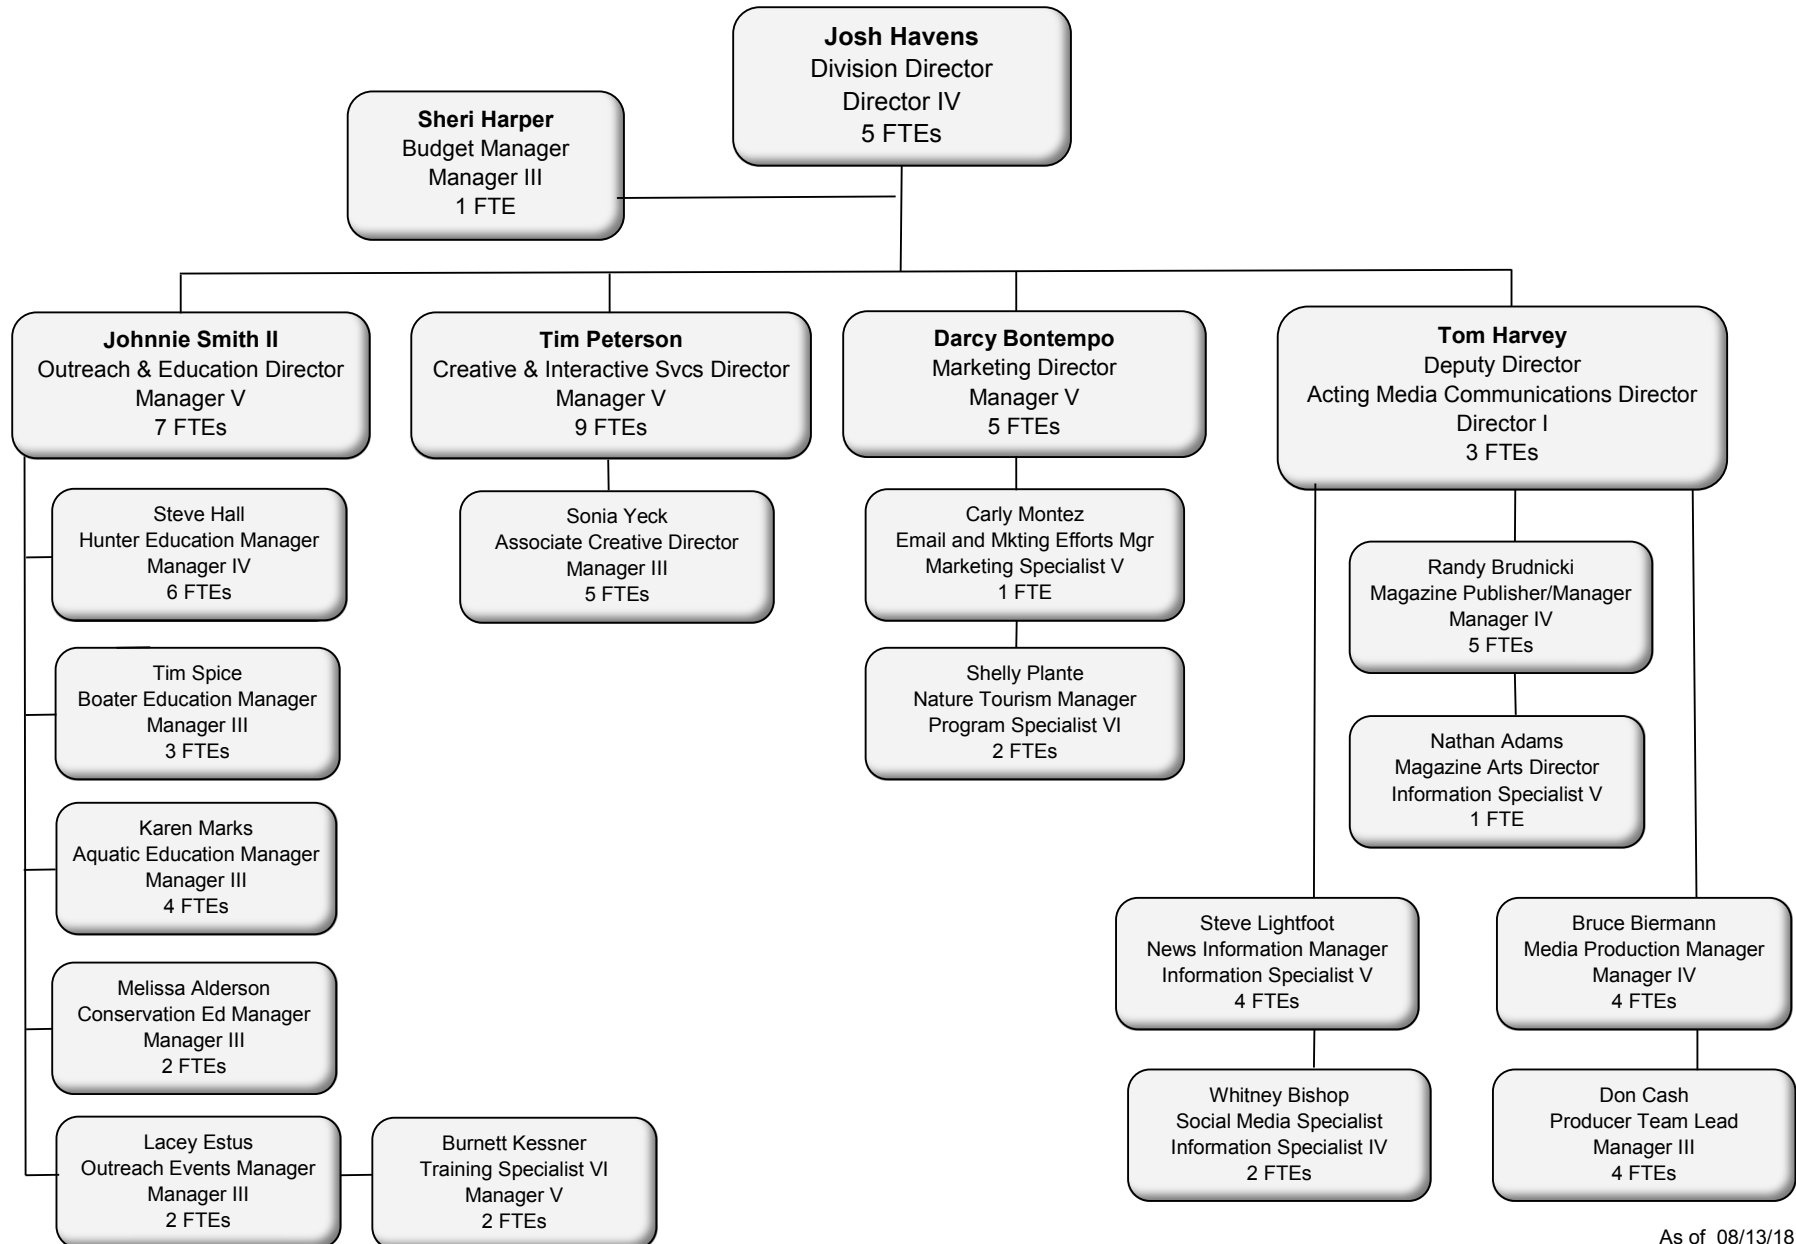 Josh Havens
Division Director
Director IV
5 FTEs
Sheri Harper
Budget Manager
Manager III
1 FTE
Johnnie Smith II
Outreach & Education Director
Manager V
7 FTEs
Tim Peterson
Creative & Interactive Svcs Director
Manager V
9 FTEs
Darcy Bontempo
Marketing Director
Manager V
5 FTEs
Tom Harvey
Deputy Director
Acting Media Communications Director
Director I
3 FTEs
Steve Hall
Hunter Education Manager
Manager IV
6 FTEs
Tim Spice
Boater Education Manager
Manager III
3 FTEs
Karen Marks
Aquatic Education Manager
Manager III
4 FTEs
Melissa Alderson
Conservation Ed Manager
Manager III
2 FTEs
Lacey Estus
Outreach Events Manager
Manager III
2 FTEs
Burnett Kessner
Training Specialist VI
Manager V
2 FTEs
Sonia Yeck
Associate Creative Director
Manager III
5 FTEs
Carly Montez
Email and Mkting Efforts Mgr
Marketing Specialist V
1 FTE
Shelly Plante
Nature Tourism Manager
Program Specialist VI
2 FTEs
Randy Brudnicki
Magazine Publisher/Manager
Manager IV
5 FTEs
Nathan Adams
Magazine Arts Director
Information Specialist V
1 FTE
Steve Lightfoot
News Information Manager
Information Specialist V
4 FTEs
Whitney Bishop
Social Media Specialist
Information Specialist IV
2 FTEs
Bruce Biermann
Media Production Manager
Manager IV
4 FTEs
Don Cash
Producer Team Lead
Manager III
4 FTEs
As of 08/13/18